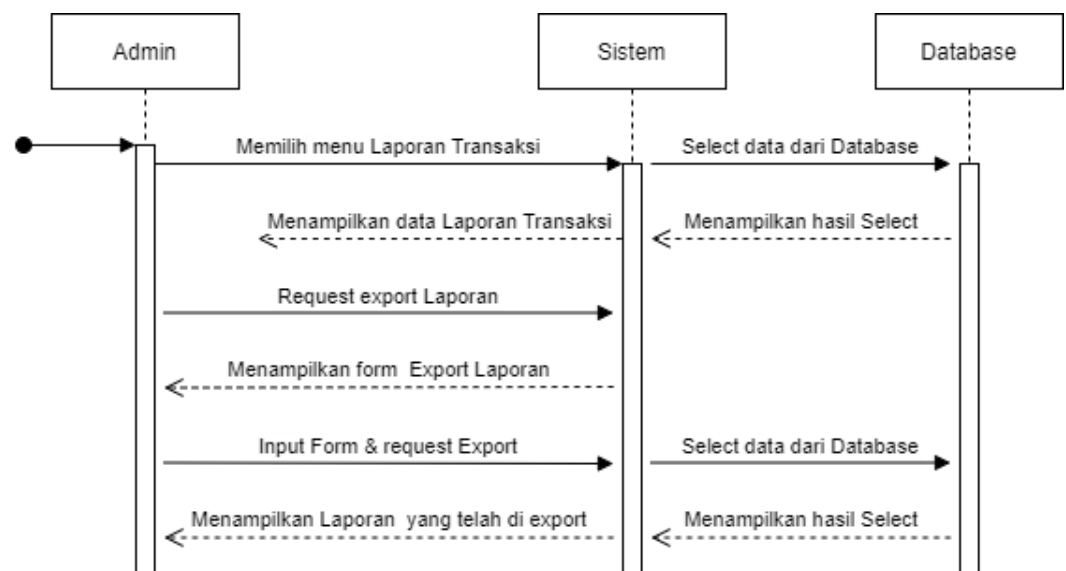 Admin
Sistem
Database
Memilih menu Laporan Transaksi
Select data dari Database
Menampilkan data Laporan Transaksi
Menampilkan hasil Select
Request export Laporan
Menampilkan form Export Laporan
Input Form & request Export
Select data dari Database
Menampilkan Laporan yang telah di export
Menampilkan hasil Select